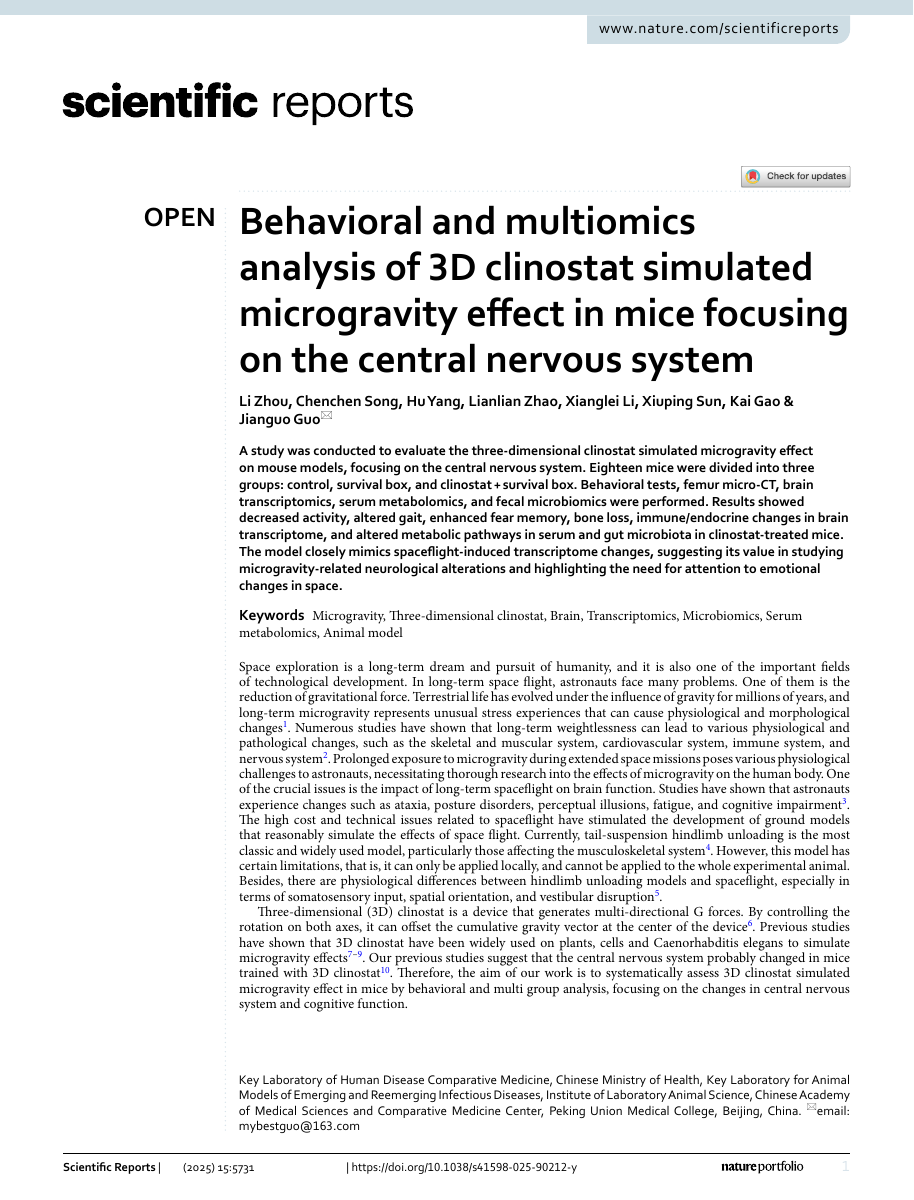 www.nature.com/scientificreports
scientific reports
Check for updates
OPEN
Behavioral and multiomics
analysis of 3D clinostat simulated
microgravity effect in mice focusing
on the central nervous system
Li Zhou, Chenchen Song, Hu Yang, Lianlian Zhao, Xianglei Li, Xiuping Sun, Kai Gao &
Jianguo Guo
A study was conducted to evaluate the three-dimensional clinostat simulated microgravity effect
on mouse models, focusing on the central nervous system. Eighteen mice were divided into three
groups: control, survival box, and clinostat + survival box. Behavioral tests, femur micro-CT, brain
transcriptomics, serum metabolomics, and fecal microbiomics were performed. Results showed
decreased activity, altered gait, enhanced fear memory, bone loss, immune/endocrine changes in brain
transcriptome, and altered metabolic pathways in serum and gut microbiota in clinostat-treated mice.
The model closely mimics spaceflight-induced transcriptome changes, suggesting its value in studying
microgravity-related neurological alterations and highlighting the need for attention to emotional
changes in space.
Keywords Microgravity, Three-dimensional clinostat, Brain, Transcriptomics, Microbiomics, Serum
metabolomics, Animal model
Space exploration is a long-term dream and pursuit of humanity, and it is also one of the important fields
of technological development. In long-term space flight, astronauts face many problems. One of them is the
reduction of gravitational force. Terrestrial life has evolved under the influence of gravity for millions of years, and
long-term microgravity represents unusual stress experiences that can cause physiological and morphological
changes1. Numerous studies have shown that long-term weightlessness can lead to various physiological and
pathological changes, such as the skeletal and muscular system, cardiovascular system, immune system, and
nervous system2. Prolonged exposure to microgravity during extended space missions poses various physiological
challenges to astronauts, necessitating thorough research into the effects of microgravity on the human body. One
of the crucial issues is the impact of long-term spaceflight on brain function. Studies have shown that astronauts
experience changes such as ataxia, posture disorders, perceptual illusions, fatigue, and cognitive impairment3.
The high cost and technical issues related to spaceflight have stimulated the development of ground models
that reasonably simulate the effects of space flight. Currently, tail-suspension hindlimb unloading is the most
classic and widely used model, particularly those affecting the musculoskeletal system4. However, this model has
certain limitations, that is, it can only be applied locally, and cannot be applied to the whole experimental animal.
Besides, there are physiological differences between hindlimb unloading models and spaceflight, especially in
terms of somatosensory input, spatial orientation, and vestibular disruption5.
Three-dimensional (3D) clinostat is a device that generates multi-directional G forces. By controlling the
rotation on both axes, it can offset the cumulative gravity vector at the center of the device6. Previous studies
have shown that 3D clinostat have been widely used on plants, cells and Caenorhabditis elegans to simulate
microgravity effects7–9. Our previous studies suggest that the central nervous system probably changed in mice
trained with 3D clinostat10. Therefore, the aim of our work is to systematically assess 3D clinostat simulated
microgravity effect in mice by behavioral and multi group analysis, focusing on the changes in central nervous
system and cognitive function.
Key Laboratory of Human Disease Comparative Medicine, Chinese Ministry of Health, Key Laboratory for Animal
Models of Emerging and Reemerging Infectious Diseases, Institute of Laboratory Animal Science, Chinese Academy
of Medical Sciences and Comparative Medicine Center, Peking Union Medical College, Beijing, China. email:
mybestguo@163.com
Scientific Reports | (2025) 15:5731 | https://doi.org/10.1038/s41598-025-90212-y nature portfolio 1